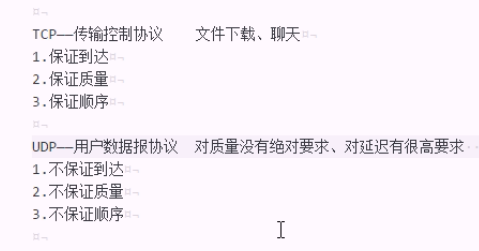 TCP——传输控制协议    文件下载、聊天
1.保证到达
2.保证质量
3.保证顺序
UDP——用户数据报协议  对质量没有绝对要求、对延迟有很高要求
1.不保证到达
2.不保证质量
3.不保证顺序